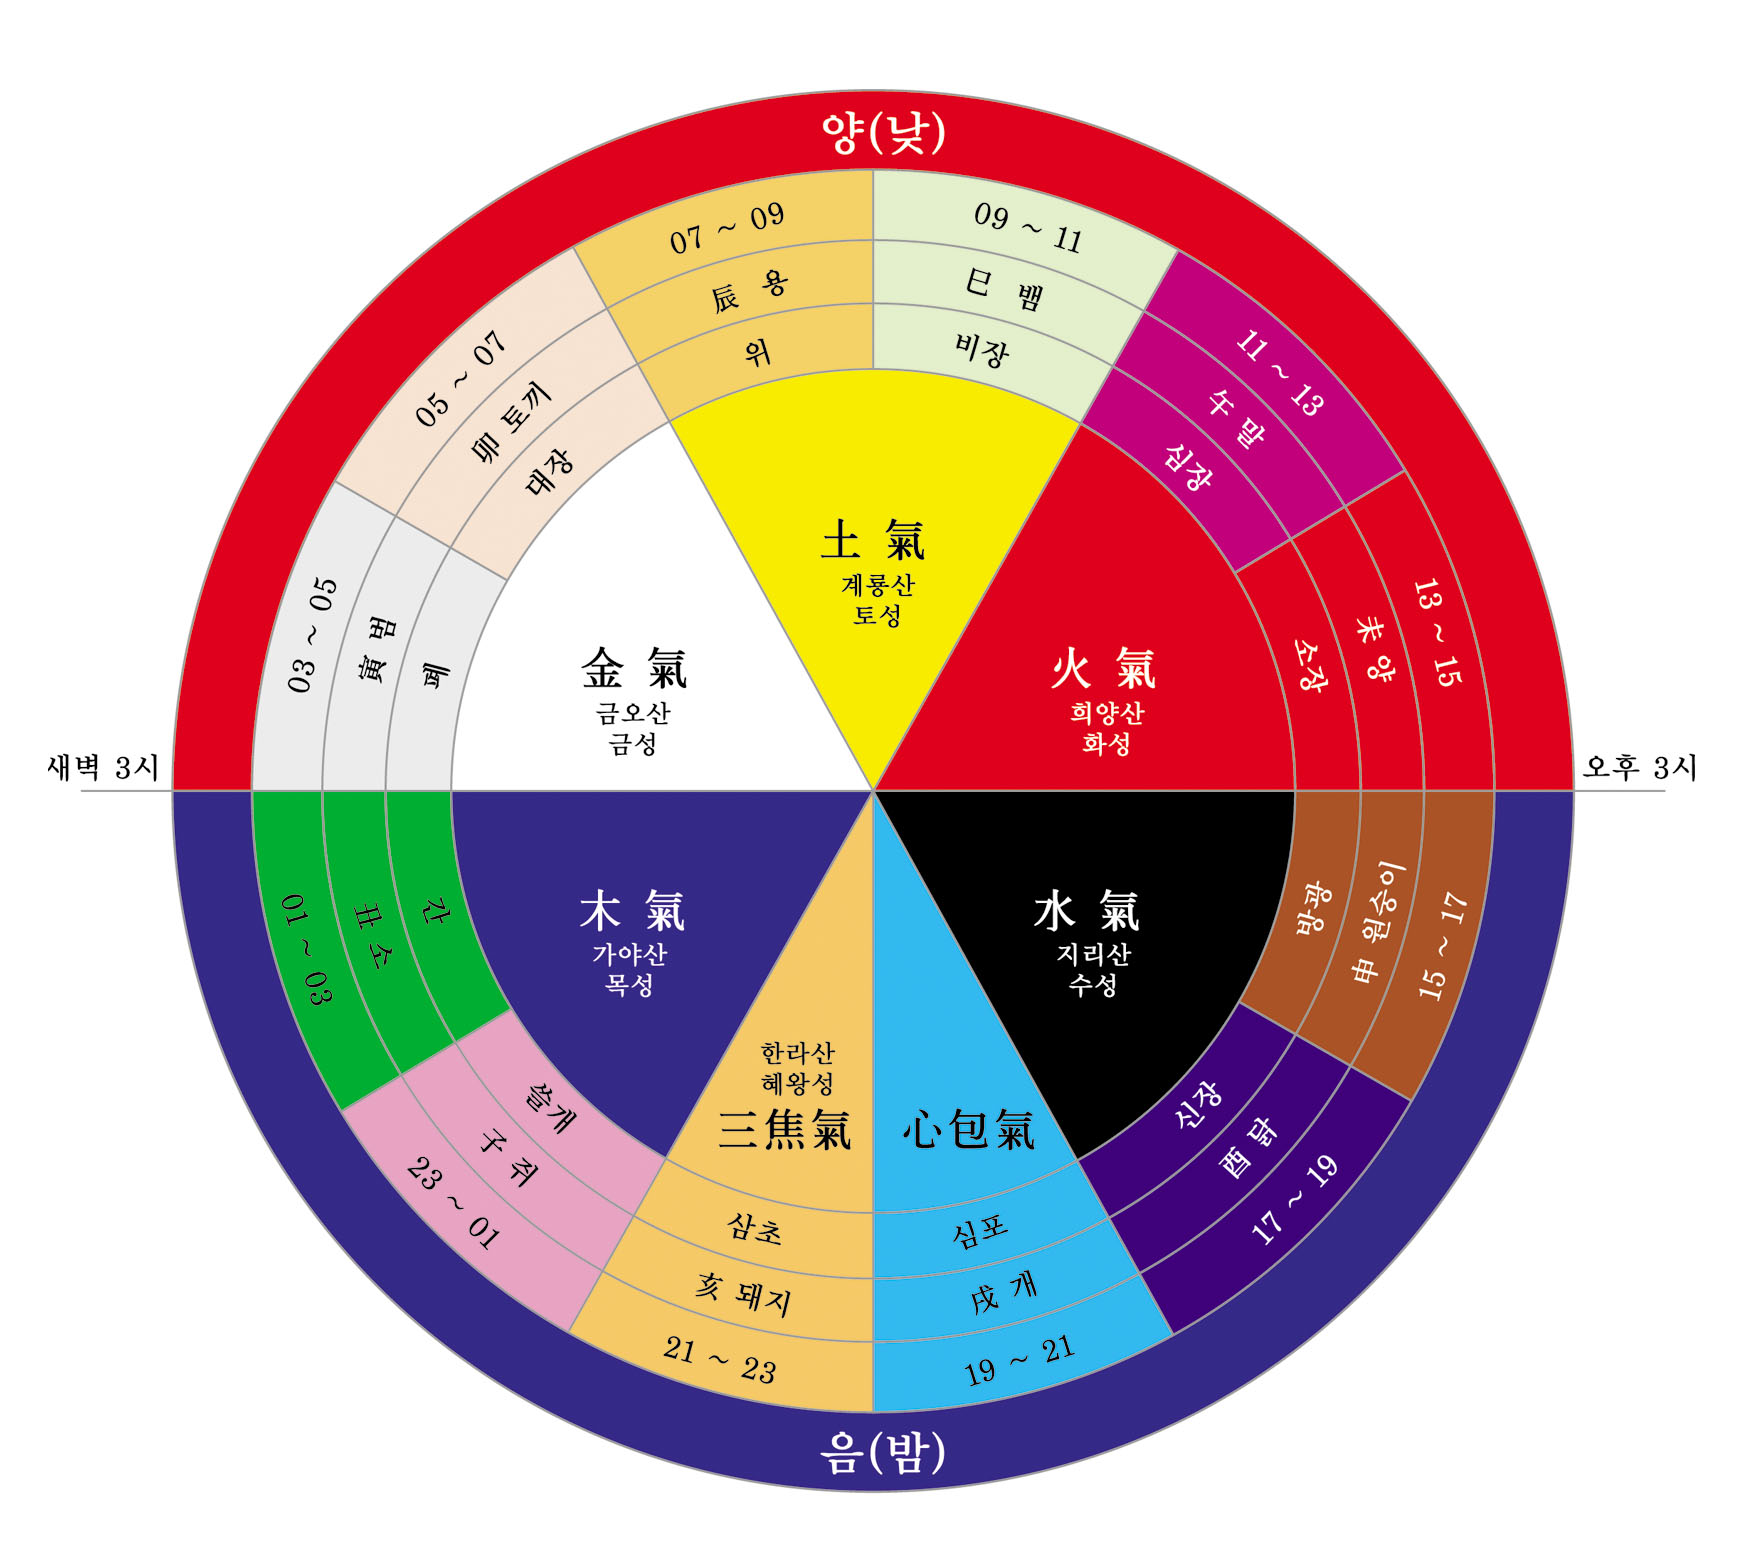 양(낮)
07 ~ 09
辰 용
위
09 ~ 11
巳 뱀
비장
11 ~ 13
午 말
심장
13 ~ 15
未 양
소장
오후 3시
15 ~ 17
申 원숭이
방광
17 ~ 19
酉 닭
신장
19 ~ 21
戌 개
심포
21 ~ 23
亥 돼지
삼초
23 ~ 01
子 쥐
쓸개
01 ~ 03
丑 소
간
새벽 3시
03 ~ 05
寅 범
폐
05 ~ 07
卯 토끼
대장
土 氣
계룡산
토성
火 氣
희양산
화성
水 氣
지리산
수성
心包氣
한라산
혜왕성
三焦氣
木 氣
가야산
목성
金 氣
금오산
금성
음(밤)